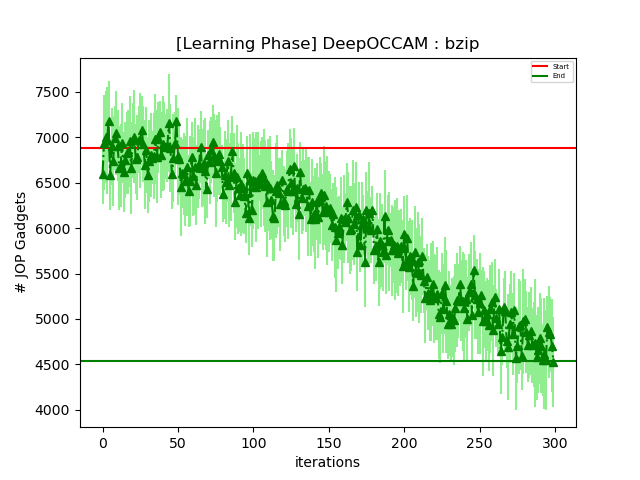 [Learning Phase] DeepOCCAM : bzip
Start
End
7500
7000
6500
6000
5500
5000
4500
4000
# JOP Gadgets
0 50 100 150 200 250 300
iterations